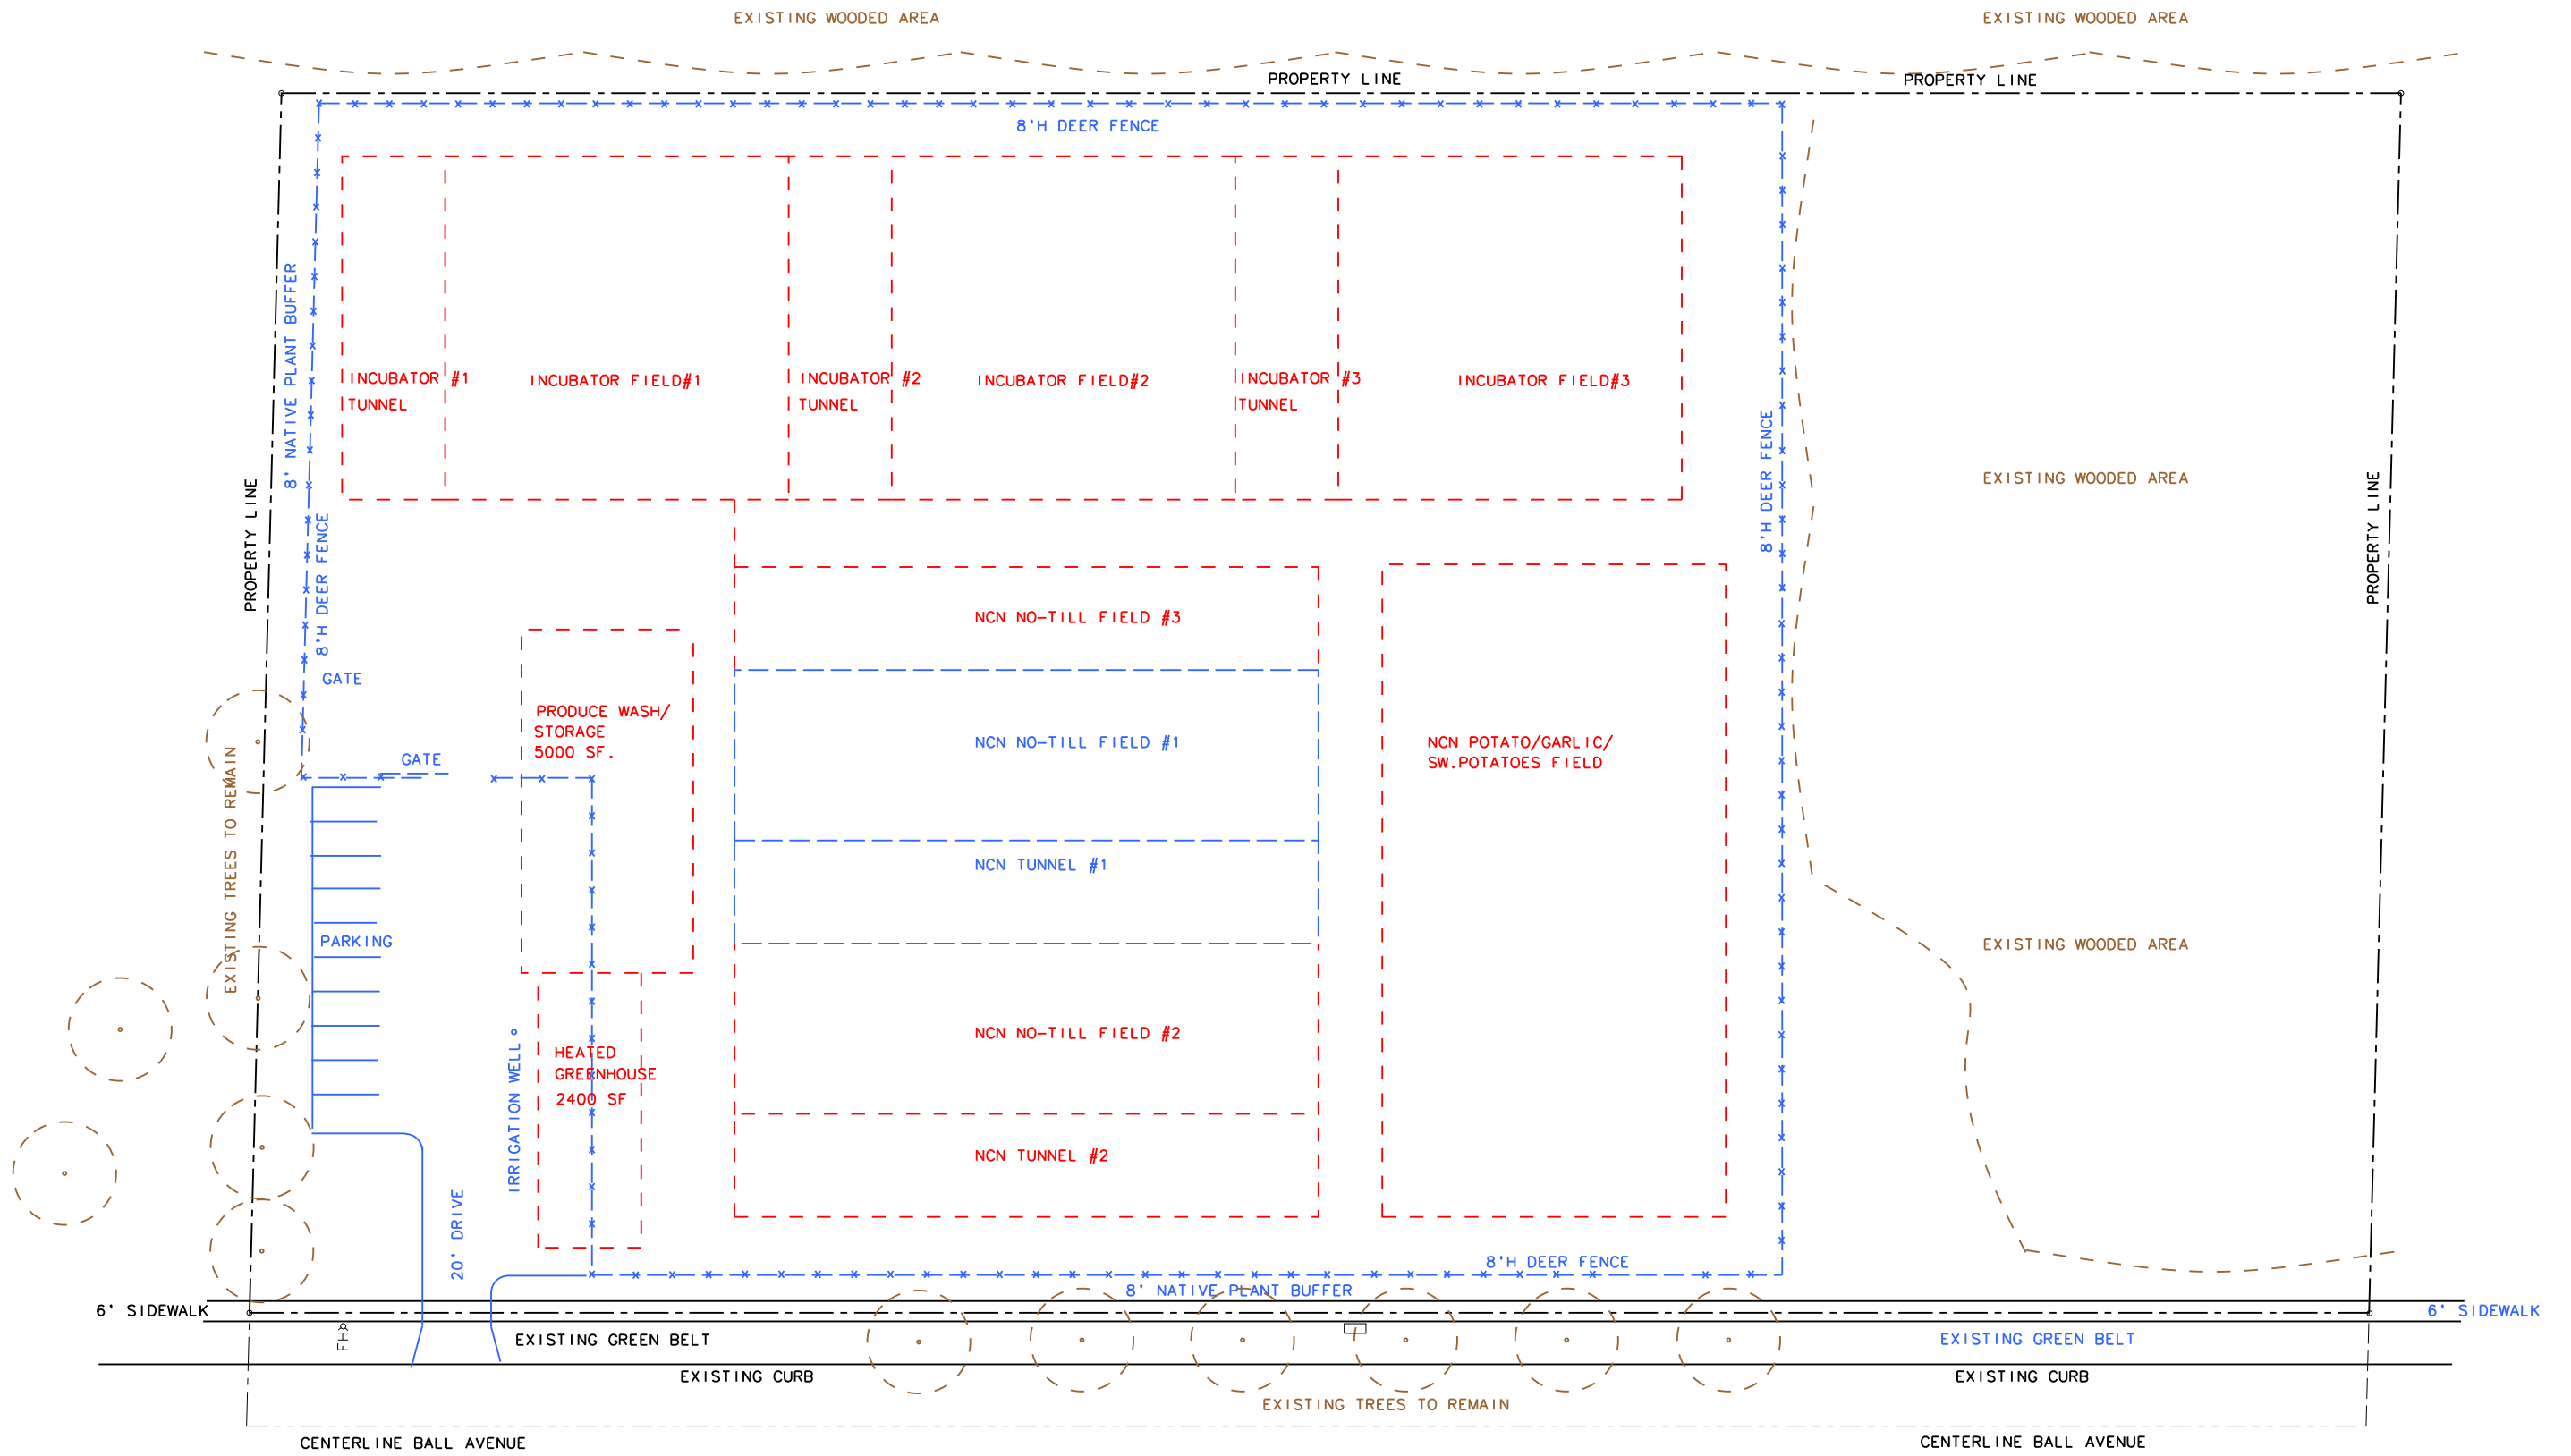 EXISTING WOODED AREA
EXISTING WOODED AREA
PROPERTY LINE
PROPERTY LINE
8'H DEER FENCE
8' NATIVE PLANT BUFFER
INCUBATOR #1
TUNNEL
INCUBATOR FIELD#1
INCUBATOR #2
TUNNEL
INCUBATOR FIELD#2
INCUBATOR #3
TUNNEL
INCUBATOR FIELD#3
8'H DEER FENCE
EXISTING WOODED AREA
PROPERTY LINE
PROPERTY LINE
8'H DEER FENCE
GATE
NCN NO-TILL FIELD #3
PRODUCE WASH/
STORAGE
5000 SF.
GATE
NCN NO-TILL FIELD #1
NCN POTATO/GARLIC/
SW.POTATOES FIELD
EXISTING TREES TO REMAIN
NCN TUNNEL #1
PARKING
EXISTING WOODED AREA
NCN NO-TILL FIELD #2
IRRIGATION WELL
HEATED
GREENHOUSE
2400 SF
NCN TUNNEL #2
20' DRIVE
8'H DEER FENCE
8' NATIVE PLANT BUFFER
6' SIDEWALK
6' SIDEWALK
FH
EXISTING GREEN BELT
EXISTING GREEN BELT
EXISTING CURB
EXISTING CURB
EXISTING TREES TO REMAIN
CENTERLINE BALL AVENUE
CENTERLINE BALL AVENUE